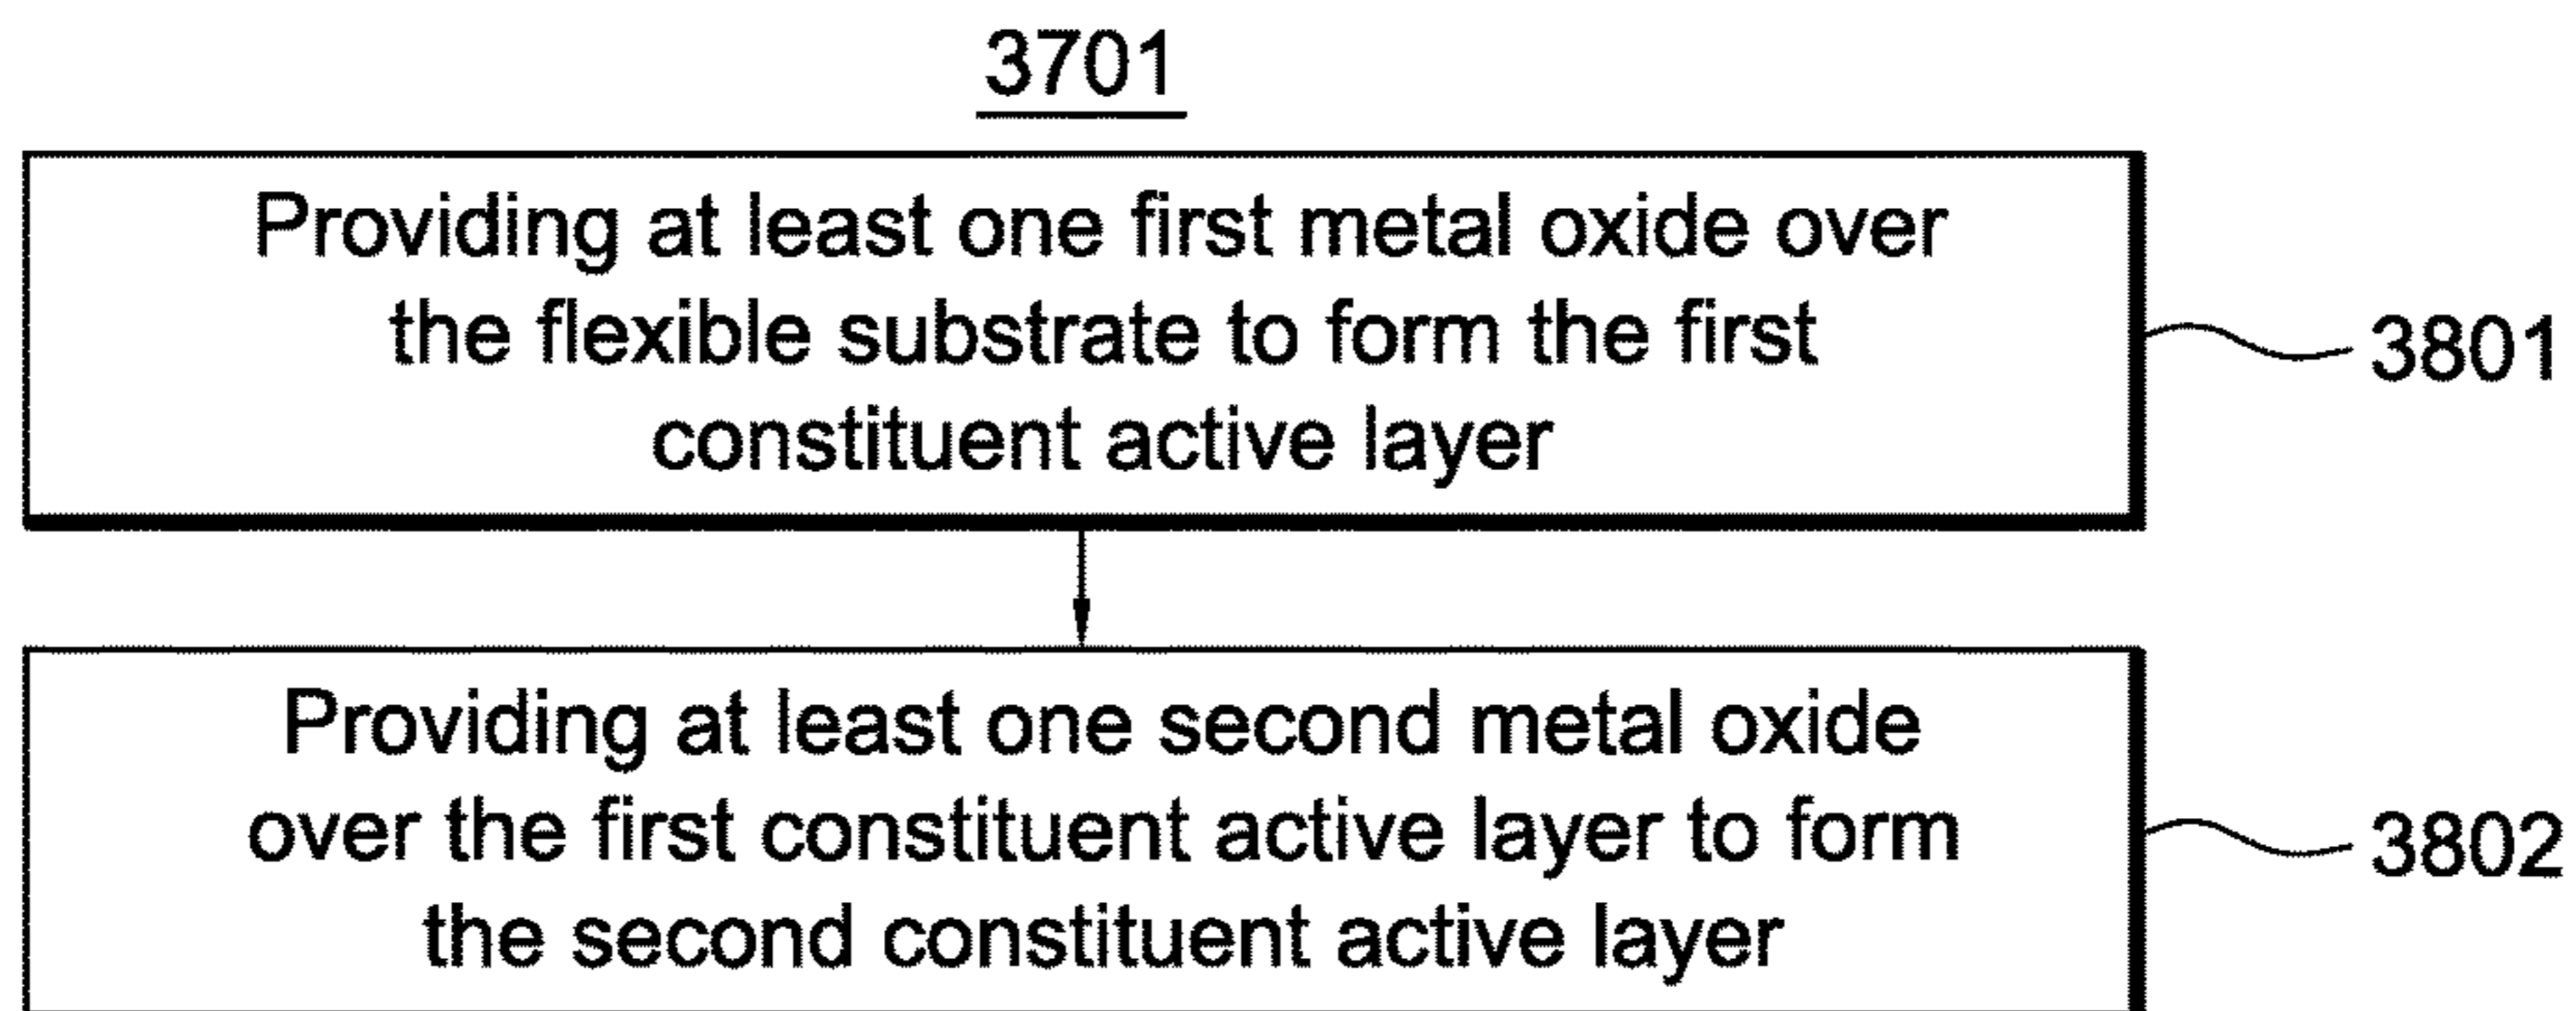 3701
Providing at least one first metal oxide over
the flexible substrate to form the first
constituent active layer
3801
Providing at least one second metal oxide
over the first constituent active layer to form
the second constituent active layer
3802